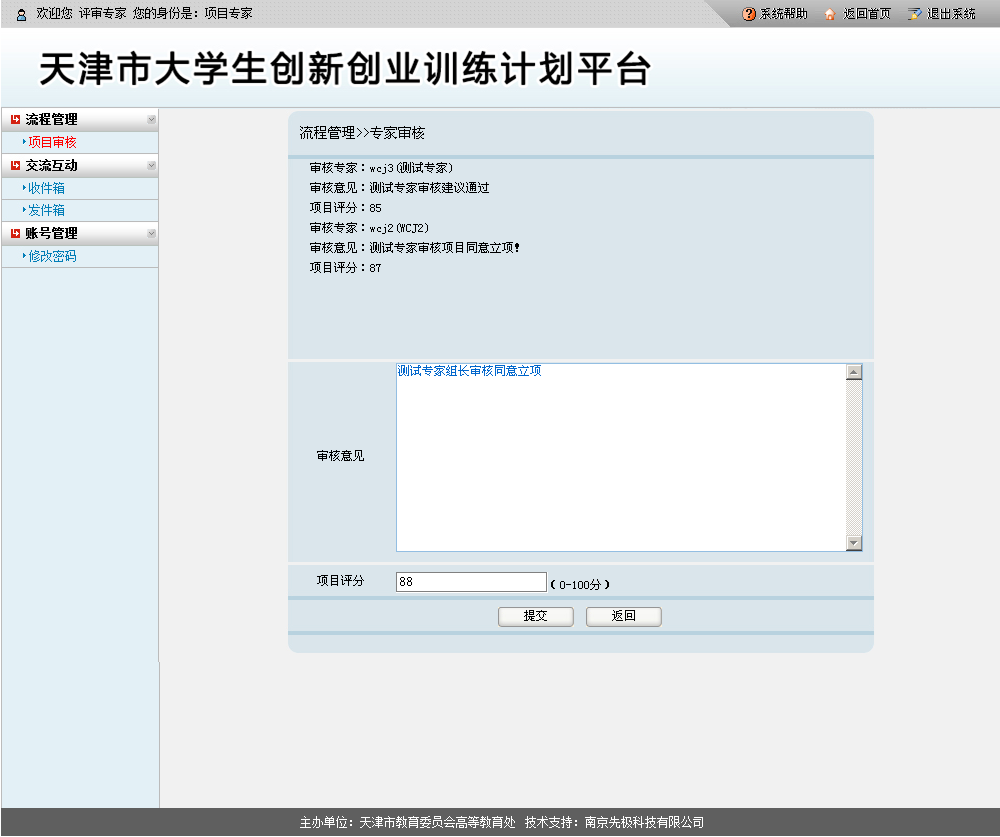 欢迎您 评审专家 您的身份是：项目专家
系统帮助 返回首页 退出系统
天津市大学生创新创业训练计划平台
流程管理
项目审核
交流互动
收件箱
发件箱
账号管理
修改密码
流程管理>>专家审核
审核专家：wcj3(测试专家)
审核意见：测试专家审核建议通过
项目评分：85
审核专家：wcj2(WCJ2)
审核意见：测试专家审核项目同意立项！
项目评分：87
审核意见
测试专家组长审核同意立项
项目评分 88 （0-100分）
提交 返回
主办单位：天津市教育委员会高等教育处 技术支持：南京先极科技有限公司